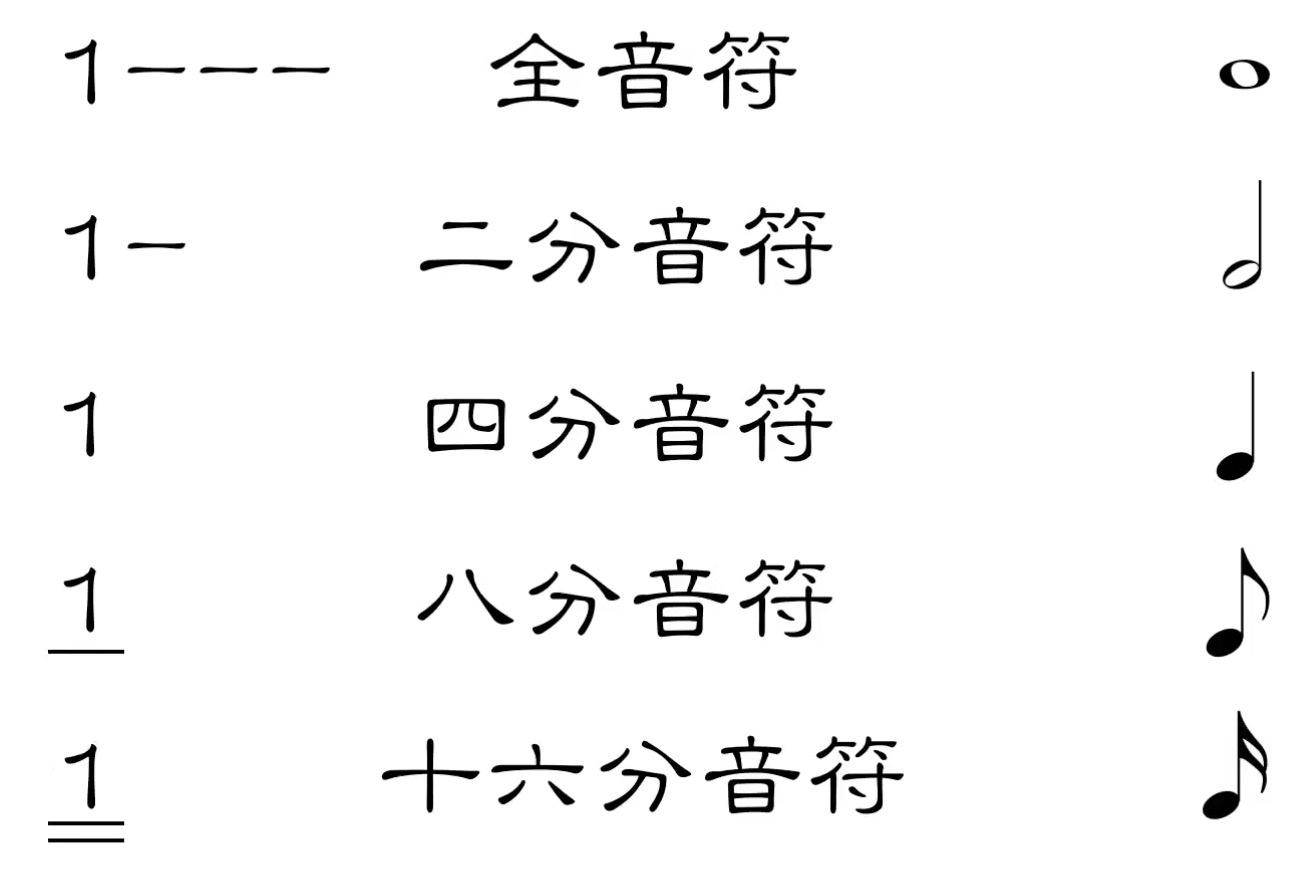 1 — — — 全音符
1 — 二分音符
1 四分音符
1 八分音符
1 十六分音符